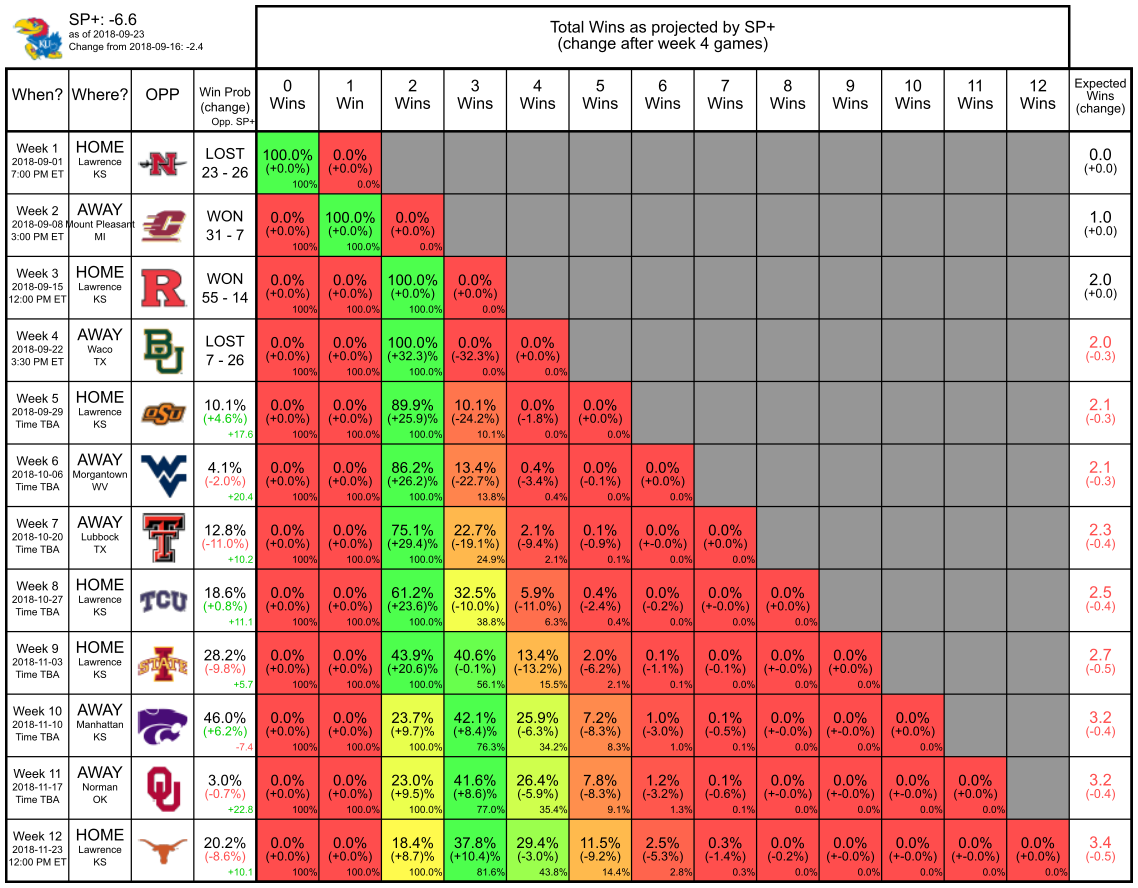 SP+: -6.6
as of 2018-09-23
Change from 2018-09-16: -2.4
KU
Total Wins as projected by SP+
(change after week 4 games)
When? Where? OPP Win Prob (change) Opp. SP+ 0 Wins 1 Win 2 Wins 3 Wins 4 Wins 5 Wins 6 Wins 7 Wins 8 Wins 9 Wins 10 Wins 11 Wins 12 Wins Expected Wins (change)
Week 1 HOME N LOST 100.0% 0.0% 0.0
2018-09-01 Lawrence 23 - 26 (+0.0%) (+0.0%) (+0.0)
7:00 PM ET KS 100% 0.0%
Week 2 AWAY C WON 0.0% 100.0% 0.0% 1.0
2018-09-08 Mount Pleasant 31 - 7 (+0.0%) (+0.0%) (+0.0%) (+0.0)
3:00 PM ET MI 100% 100.0% 0.0%
Week 3 HOME R WON 0.0% 0.0% 100.0% 0.0% 2.0
2018-09-15 Lawrence 55 - 14 (+0.0%) (+0.0%) (+0.0%) (+0.0%) (+0.0)
12:00 PM ET KS 100% 100.0% 100.0% 0.0%
Week 4 AWAY BU LOST 0.0% 0.0% 100.0% 0.0% 0.0% 2.0
2018-09-22 Waco 7 - 26 (+0.0%) (+0.0%) (+32.3)% (-32.3%) (+0.0%) (-0.3)
3:30 PM ET TX 100% 100.0% 100.0% 0.0% 0.0%
Week 5 HOME OSU 10.1% 0.0% 0.0% 89.9% 10.1% 0.0% 0.0% 2.1
2018-09-29 Lawrence (+4.6%) (+0.0%) (+0.0%) (+25.9)% (-24.2%) (-1.8%) (+0.0%) (-0.3)
Time TBA KS +17.6 100% 100.0% 100.0% 10.1% 0.0% 0.0%
Week 6 AWAY WV 4.1% 0.0% 0.0% 86.2% 13.4% 0.4% 0.0% 0.0% 2.1
2018-10-06 Morgantown (-2.0%) (+0.0%) (+0.0%) (+26.2)% (-22.7%) (-3.4%) (-0.1%) (+0.0%) (-0.3)
Time TBA WV +20.4 100% 100.0% 100.0% 13.8% 0.4% 0.0% 0.0%
Week 7 AWAY T 12.8% 0.0% 0.0% 75.1% 22.7% 2.1% 0.1% 0.0% 0.0% 2.3
2018-10-20 Lubbock (-11.0%) (+0.0%) (+0.0%) (+29.4)% (-19.1%) (-9.4%) (-0.9%) (+-0.0%) (+0.0%) (-0.4)
Time TBA TX +10.2 100% 100.0% 100.0% 24.9% 2.1% 0.1% 0.0% 0.0%
Week 8 HOME TCU 18.6% 0.0% 0.0% 61.2% 32.5% 5.9% 0.4% 0.0% 0.0% 0.0% 2.5
2018-10-27 Lawrence (+0.8%) (+0.0%) (+0.0%) (+23.6)% (-10.0%) (-11.0%) (-2.4%) (-0.2%) (+-0.0%) (+0.0%) (-0.4)
Time TBA KS +11.1 100% 100.0% 100.0% 38.8% 6.3% 0.4% 0.0% 0.0% 0.0%
Week 9 HOME I STATE 28.2% 0.0% 0.0% 43.9% 40.6% 13.4% 2.0% 0.1% 0.0% 0.0% 0.0% 2.7
2018-11-03 Lawrence (-9.8%) (+0.0%) (+0.0%) (+20.6)% (-0.1%) (-13.2%) (-6.2%) (-1.1%) (-0.1%) (+-0.0%) (+0.0%) (-0.5)
Time TBA KS +5.7 100% 100.0% 100.0% 56.1% 15.5% 2.1% 0.1% 0.0% 0.0% 0.0%
Week 10 AWAY 46.0% 0.0% 0.0% 23.7% 42.1% 25.9% 7.2% 1.0% 0.1% 0.0% 0.0% 0.0% 3.2
2018-11-10 Manhattan (+6.2%) (+0.0%) (+0.0%) (+9.7)% (+8.4)% (-6.3%) (-8.3%) (-3.0%) (-0.5%) (+-0.0%) (+-0.0%) (+0.0%) (-0.4)
Time TBA KS -7.4 100% 100.0% 100.0% 76.3% 34.2% 8.3% 1.0% 0.1% 0.0% 0.0% 0.0%
Week 11 AWAY OU 3.0% 0.0% 0.0% 23.0% 41.6% 26.4% 7.8% 1.2% 0.1% 0.0% 0.0% 0.0% 0.0% 3.2
2018-11-17 Norman (-0.7%) (+0.0%) (+0.0%) (+9.5)% (+8.6)% (-5.9%) (-8.3%) (-3.2%) (-0.6%) (+-0.0%) (+-0.0%) (+-0.0%) (+0.0%) (-0.4)
Time TBA OK +22.8 100% 100.0% 100.0% 77.0% 35.4% 9.1% 1.3% 0.1% 0.0% 0.0% 0.0% 0.0%
Week 12 HOME 20.2% 0.0% 0.0% 18.4% 37.8% 29.4% 11.5% 2.5% 0.3% 0.0% 0.0% 0.0% 0.0% 0.0% 3.4
2018-11-23 Lawrence (-8.6%) (+0.0%) (+0.0%) (+8.7)% (+10.4)% (-3.0%) (-9.2%) (-5.3%) (-1.4%) (-0.2%) (+-0.0%) (+-0.0%) (+-0.0%) (+0.0%) (-0.5)
12:00 PM ET KS +10.1 100% 100.0% 100.0% 81.6% 43.8% 14.4% 2.8% 0.3% 0.0% 0.0% 0.0% 0.0% 0.0%